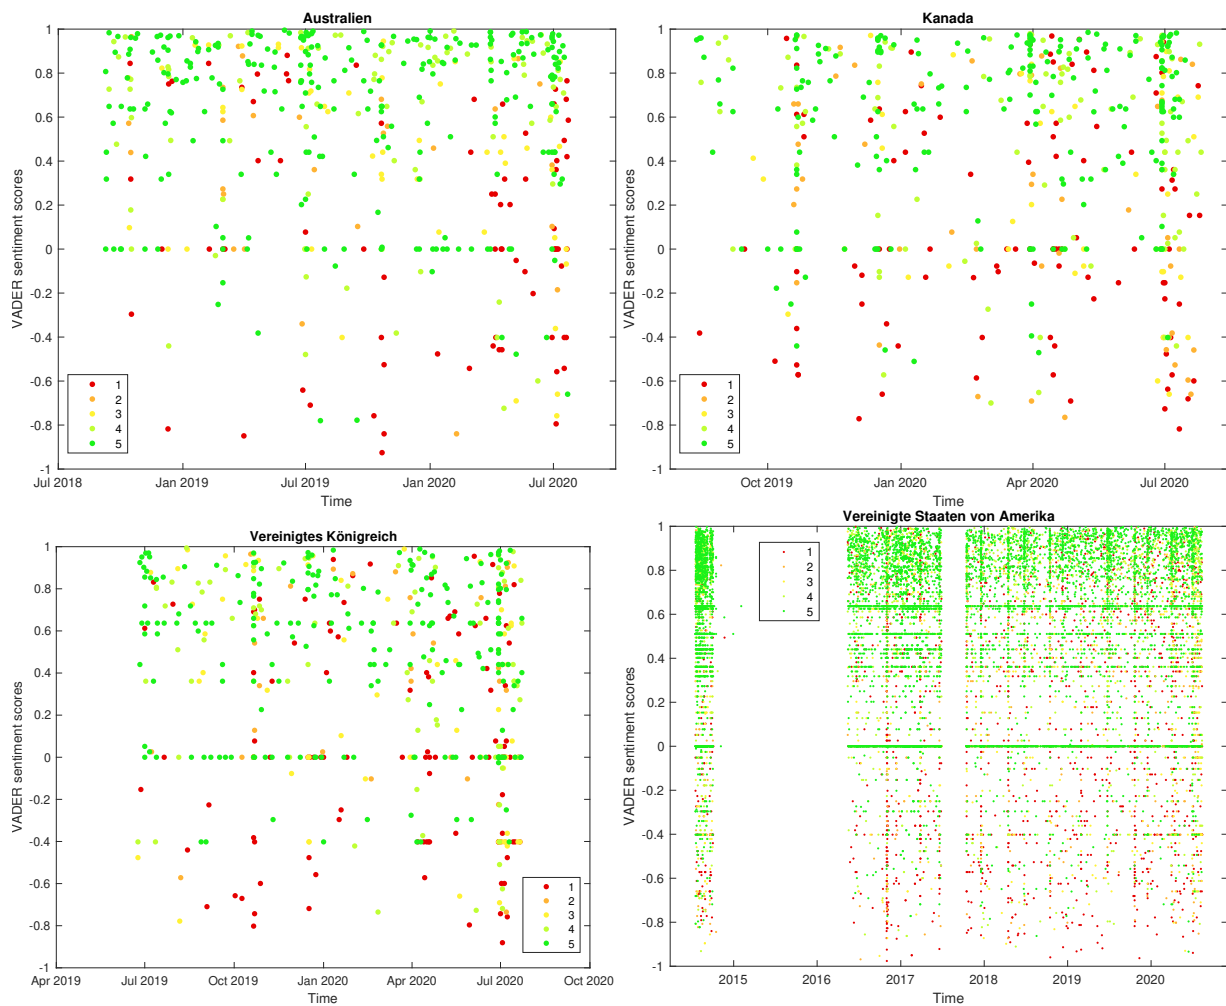 Australien
1
0.8
0.6
0.4
0.2
0
-0.2
-0.4
-0.6
-0.8
-1
VADER sentiment scores
1
2
3
4
5
Jul 2018
Jan 2019
Jul 2019
Jan 2020
Jul 2020
Time
Kanada
1
0.8
0.6
0.4
0.2
0
-0.2
-0.4
-0.6
-0.8
-1
VADER sentiment scores
1
2
3
4
5
Oct 2019
Jan 2020
Apr 2020
Jul 2020
Time
Vereinigtes Königreich
1
0.8
0.6
0.4
0.2
0
-0.2
-0.4
-0.6
-0.8
-1
VADER sentiment scores
1
2
3
4
5
Apr 2019
Jul 2019
Oct 2019
Jan 2020
Apr 2020
Jul 2020
Oct 2020
Time
Vereinigte Staaten von Amerika
1
0.8
0.6
0.4
0.2
0
-0.2
-0.4
-0.6
-0.8
-1
VADER sentiment scores
1
2
3
4
5
2015
2016
2017
2018
2019
2020
Time